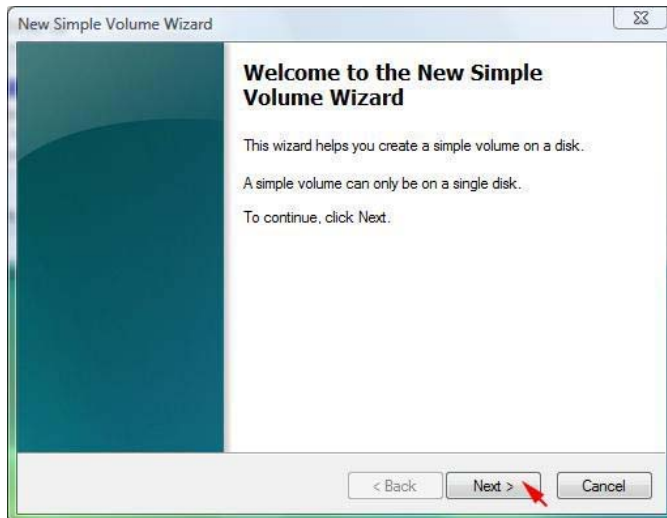 New Simple Volume Wizard
Welcome to the New Simple
Volume Wizard
This wizard helps you create a simple volume on a disk.
A simple volume can only be on a single disk.
To continue, click Next.
< Back
Next >
Cancel